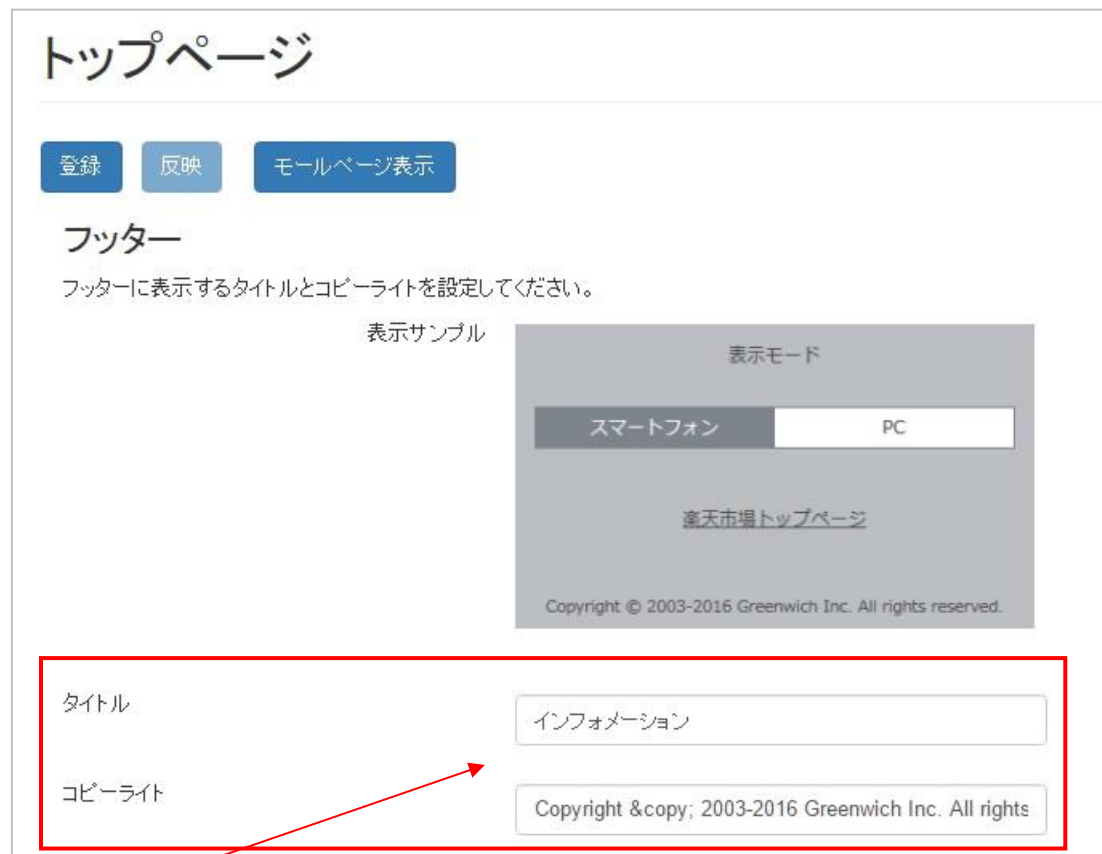 トップページ
登録 反映 モールページ表示
フッター
フッターに表示するタイトルとコピーライトを設定してください。
表示サンプル
表示モード
スマートフォン PC
楽天市場トップページ
Copyright © 2003-2016 Greenwich Inc. All rights reserved.
タイトル
インフォメーション
コピーライト
Copyright &copy; 2003-2016 Greenwich Inc. All rights